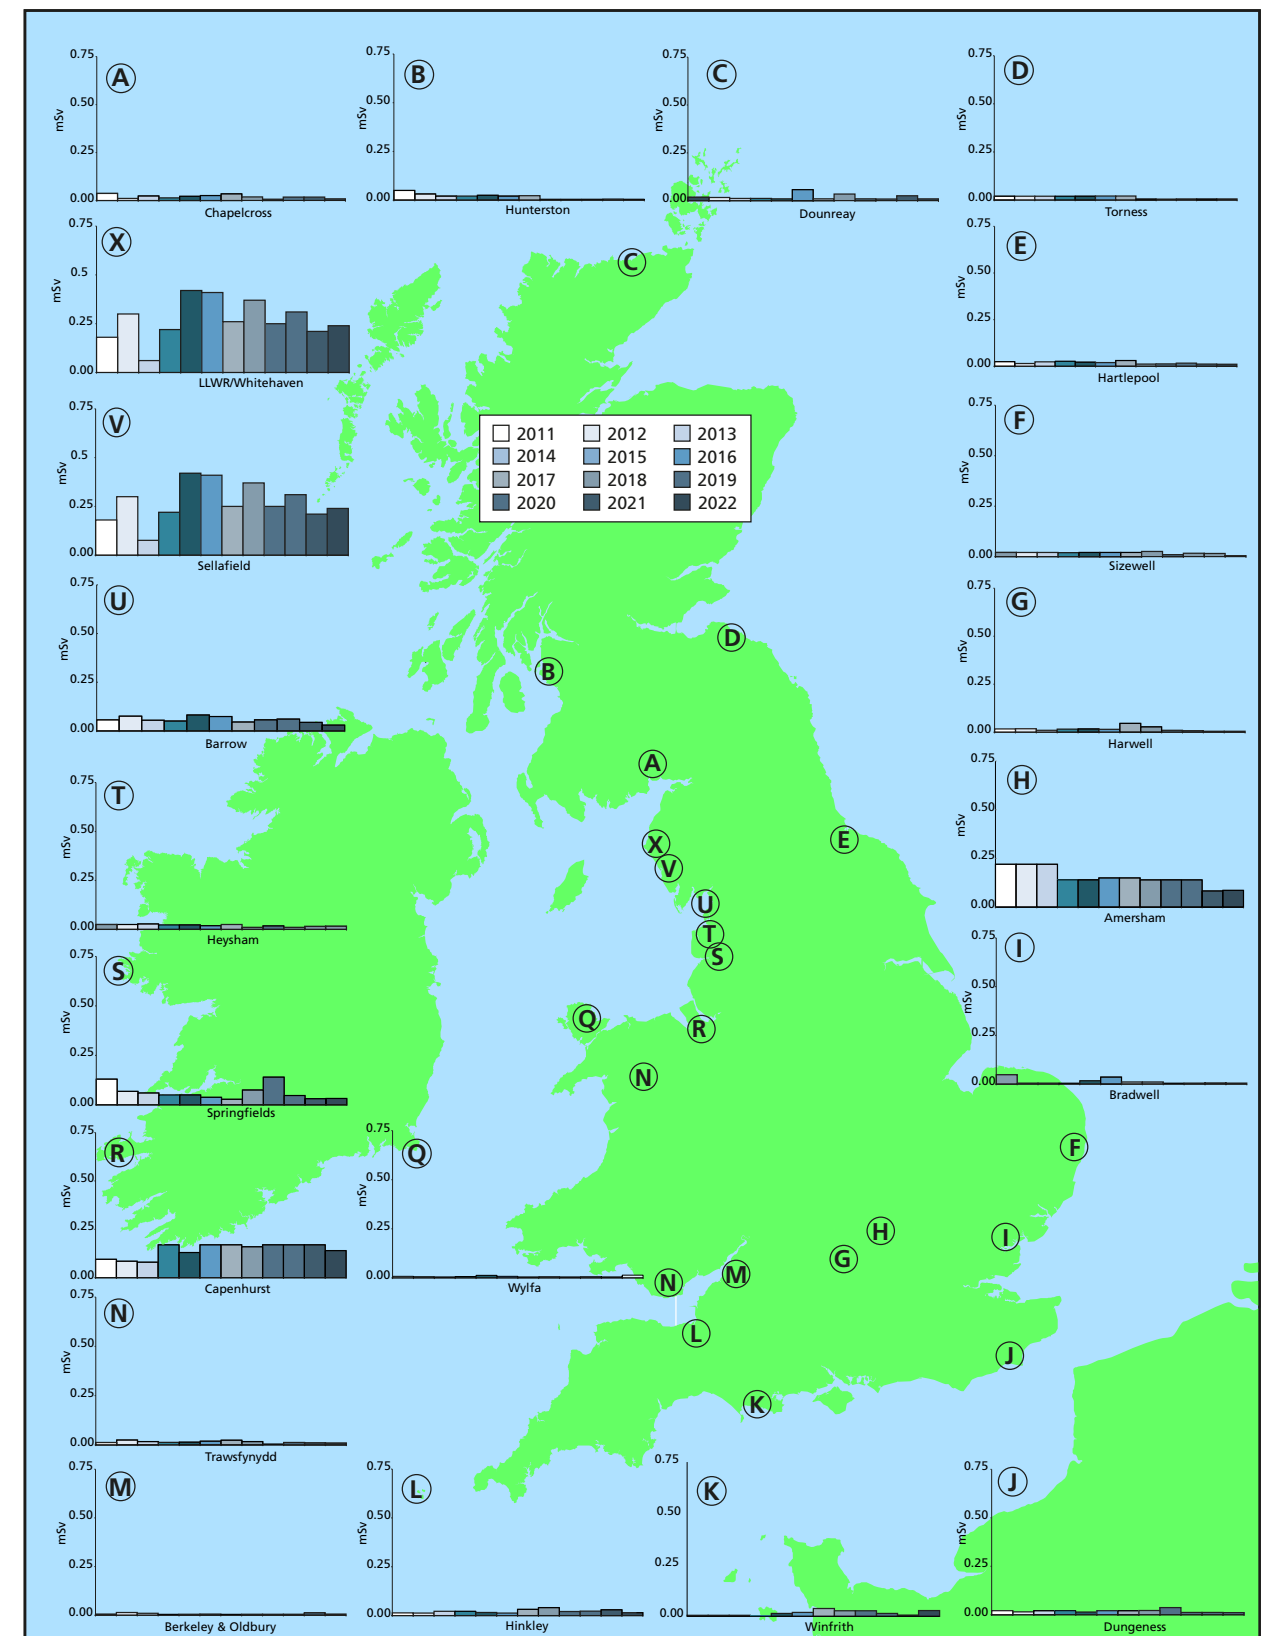 0.75
0.50
0.25
0.00
mSv
A
Chapelcross
0.75
0.50
0.25
0.00
mSv
B
Hunterston
0.75
0.50
0.25
0.00
mSv
C
Dounreay
0.75
0.50
0.25
0.00
mSv
D
Torness
0.75
0.5
0.25
0.00
mSv
X
LLWR/Whitehaven
0.75
0.50
0.25
0.00
mSv
E
Hartlepool
0.75
0.5
0.25
0.00
mSv
V
Sellafield
2011 2012 2013
2014 2015 2016
2017 2018 2019
2020 2021 2022
0.75
0.50
0.25
0.00
mSv
F
Sizewell
0.75
0.50
0.25
0.00
mSv
U
Barrow
0.75
0.50
0.25
0.00
mSv
G
Harwell
0.75
0.50
0.25
0.00
mSv
T
Heysham
0.75
0.50
0.25
0.00
mSv
H
Amersham
0.75
0.50
0.25
0.00
mSv
S
Springfields
0.75
0.50
0.25
0.00
mSv
I
Bradwell
0.75
0.50
0.25
0.00
mSv
R
Capenhurst
0.75
0.50
0.25
0.00
mSv
Q
Wylfa
0.75
0.50
0.25
0.00
mSv
N
Trawsfynydd
0.75
0.50
0.25
0.00
mSv
M
Berkeley & Oldbury
0.75
0.50
0.25
0.00
mSv
L
Hinkley
0.75
0.50
0.25
0.00
mSv
K
Winfrith
0.75
0.50
0.25
0.00
mSv
J
Dungeness
C
D
B
A
E
X
V
U
T
S
Q
R
N
F
H
I
G
M
N
L
J
K